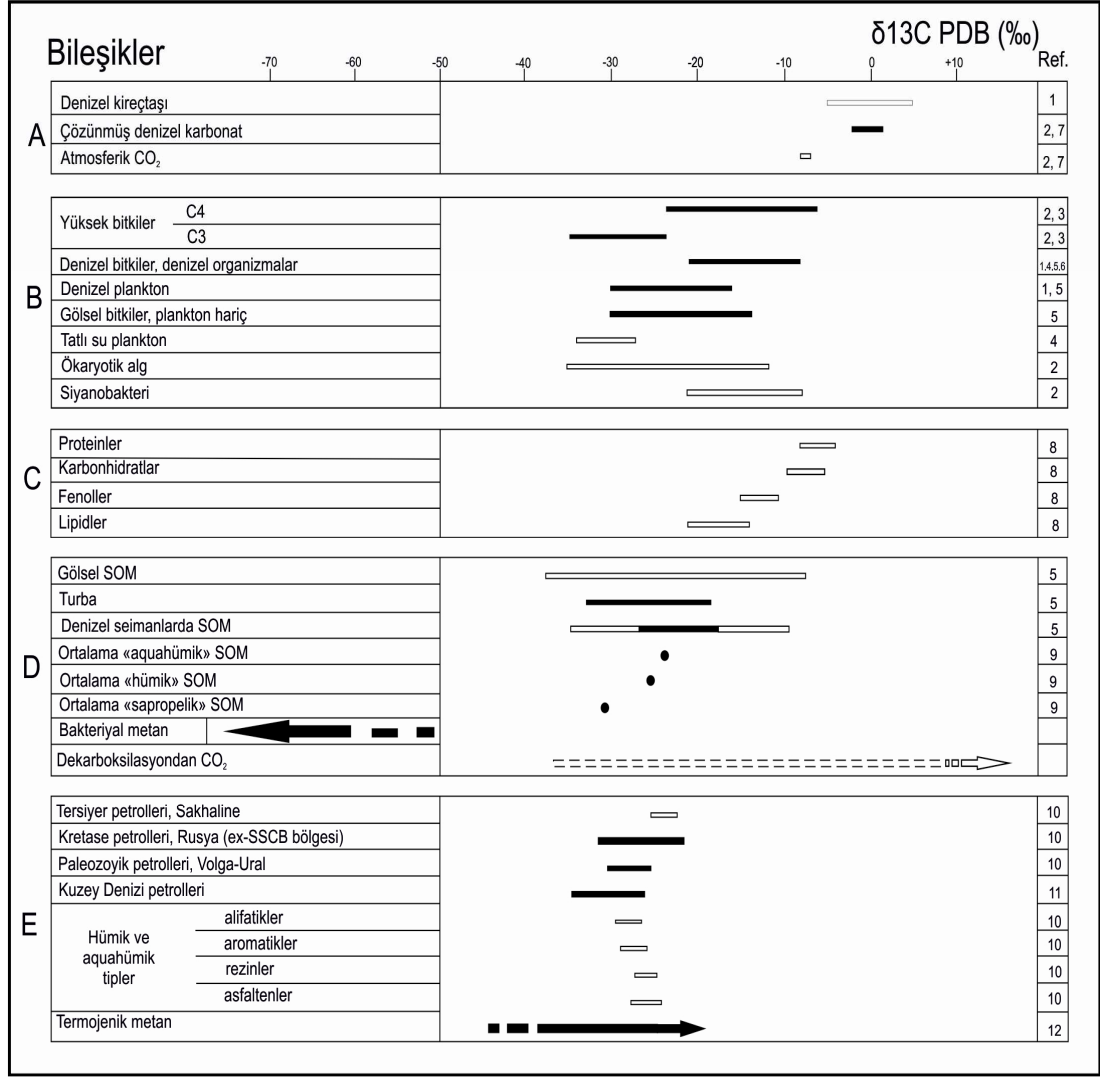 Bileşikler
δ13C PDB (‰)
-70 -60 -50 -40 -30 -20 -10 0 +10 Ref.
A
Denizel kireçtaşı 1
Çözünmüş denizel karbonat 2, 7
Atmosferik CO₂ 2, 7
B
Yüksek bitkiler
C4 2, 3
C3 2, 3
Denizel bitkiler, denizel organizmalar 1,4,5,6
Denizel plankton 1, 5
Gölsel bitkiler, plankton hariç 5
Tatlı su plankton 4
Ökaryotik alg 2
Siyanobakteri 2
C
Proteinler 8
Karbonhidratlar 8
Fenoller 8
Lipidler 8
D
Gölsel SOM 5
Turba 5
Denizel seimanlarda SOM 5
Ortalama «aquahümik» SOM 9
Ortalama «hümik» SOM 9
Ortalama «sapropelik» SOM 9
Bakteriyal metan
Dekarboksilasyondan CO₂
E
Tersiyer petrolleri, Sakhaline 10
Kretase petrolleri, Rusya (ex-SSCB bölgesi) 10
Paleozoyik petrolleri, Volga-Ural 10
Kuzey Denizi petrolleri 11
Hümik ve
aquahümik
tipler
alifatikler 10
aromatikler 10
rezinler 10
asfaltenler 10
Termojenik metan 12